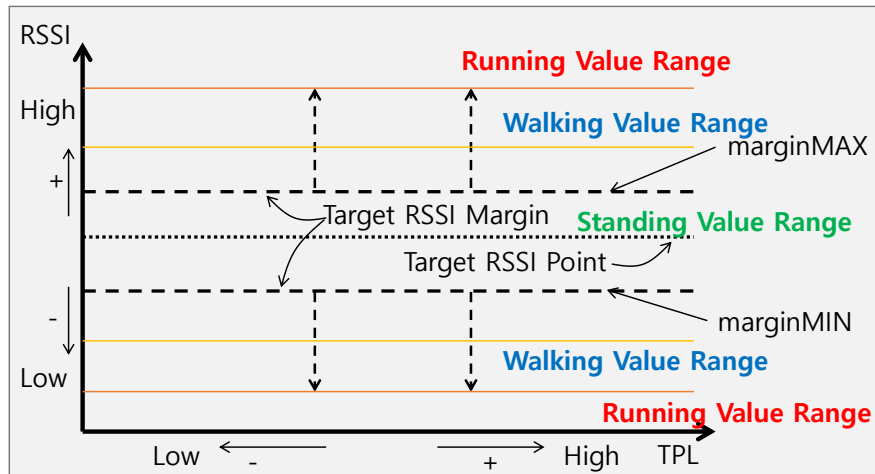 RSSI
Running Value Range
High
Walking Value Range
marginMAX
+
Target RSSI Margin
Standing Value Range
Target RSSI Point
-
marginMIN
Walking Value Range
Low
Running Value Range
Low - + High TPL